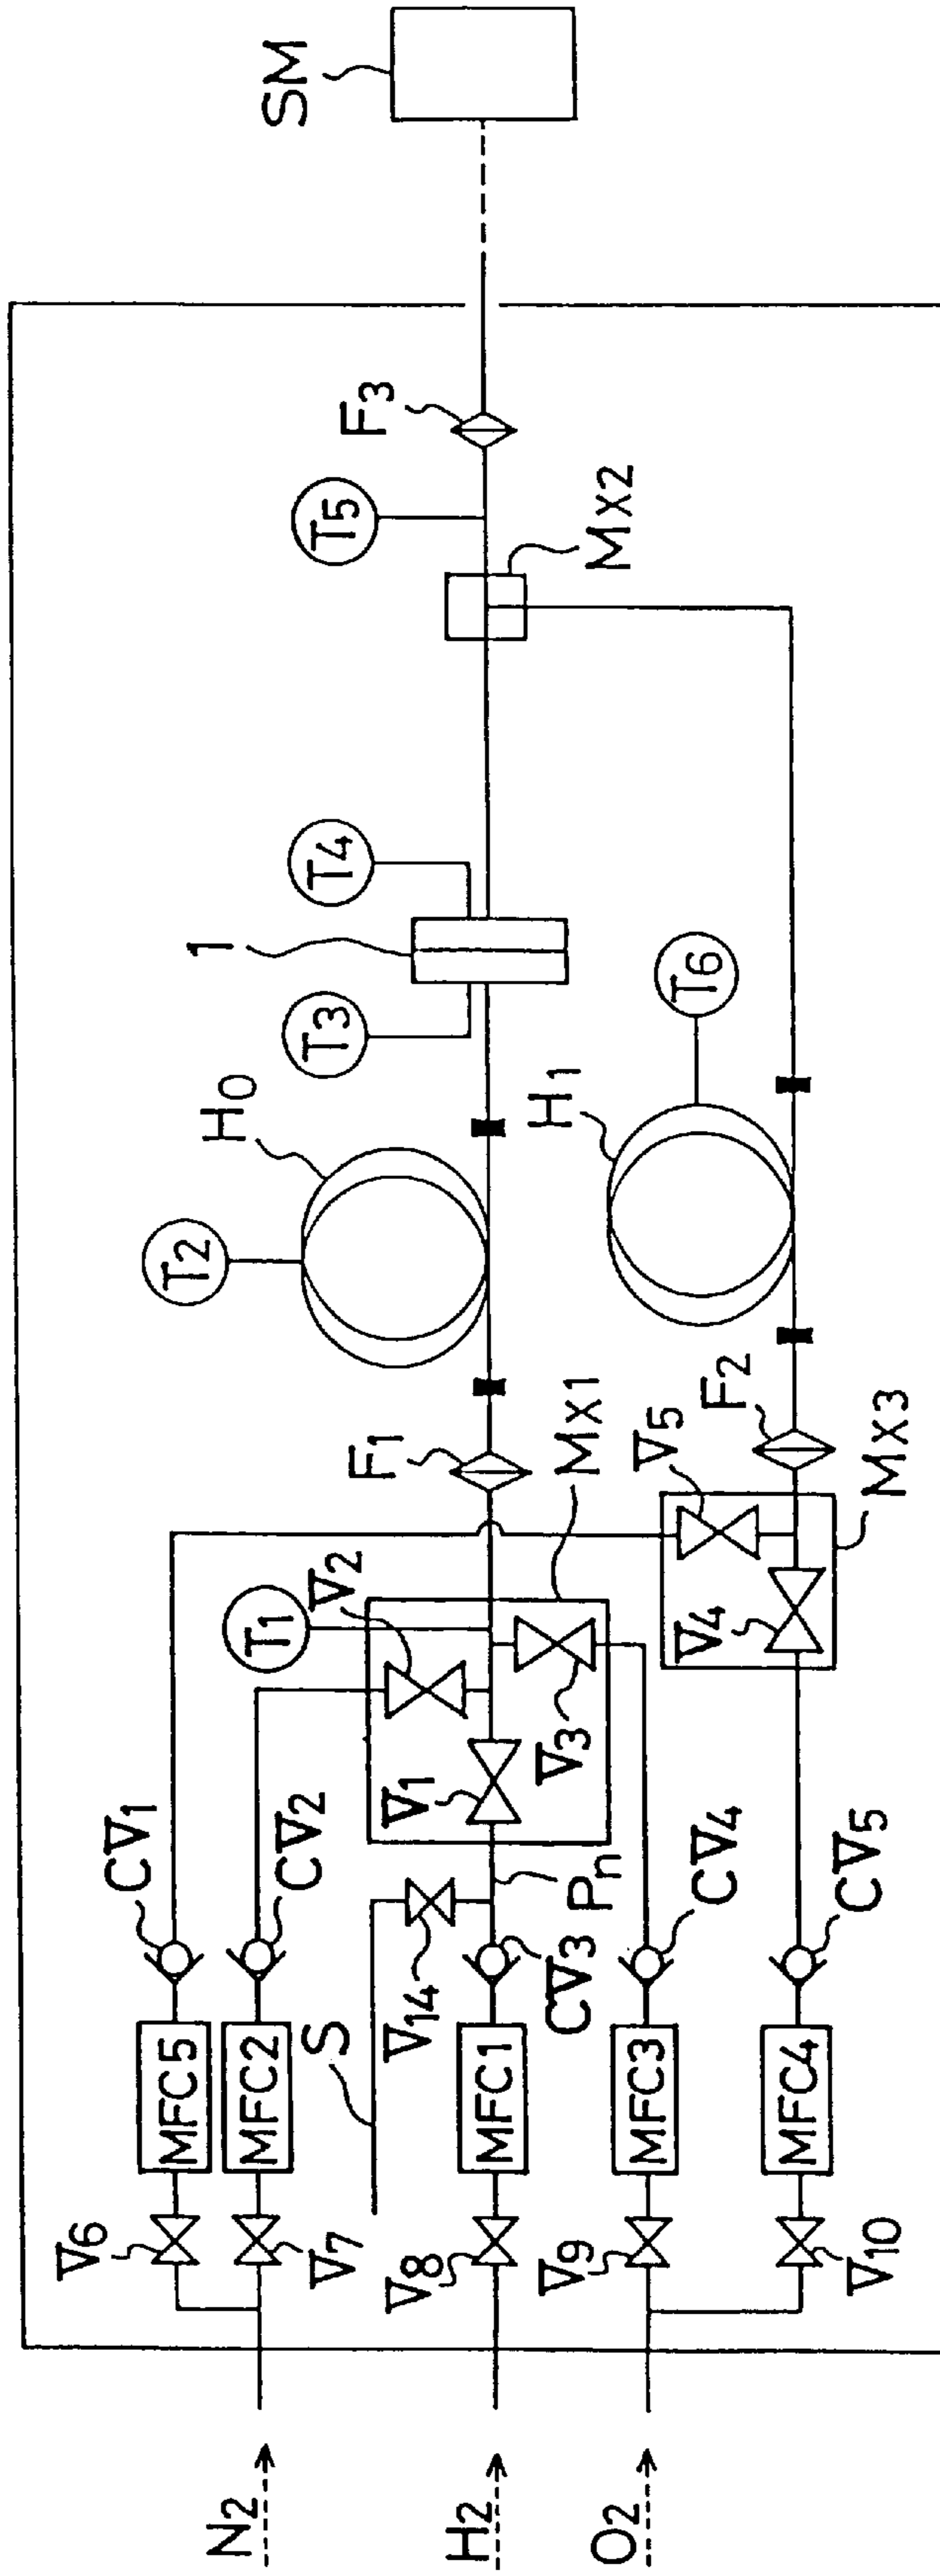 SM
F3
T5
MX2
T4
1
T3
T6
H0
H1
T2
F1
MX1
F2
V5
MX3
T1
V2
V3
V4
V1
Pn
CV1
CV2
CV3
CV4
CV5
V14
S
MFC5
MFC2
MFC1
MFC3
MFC4
V6
V7
V8
V9
V10
N2
H2
O2